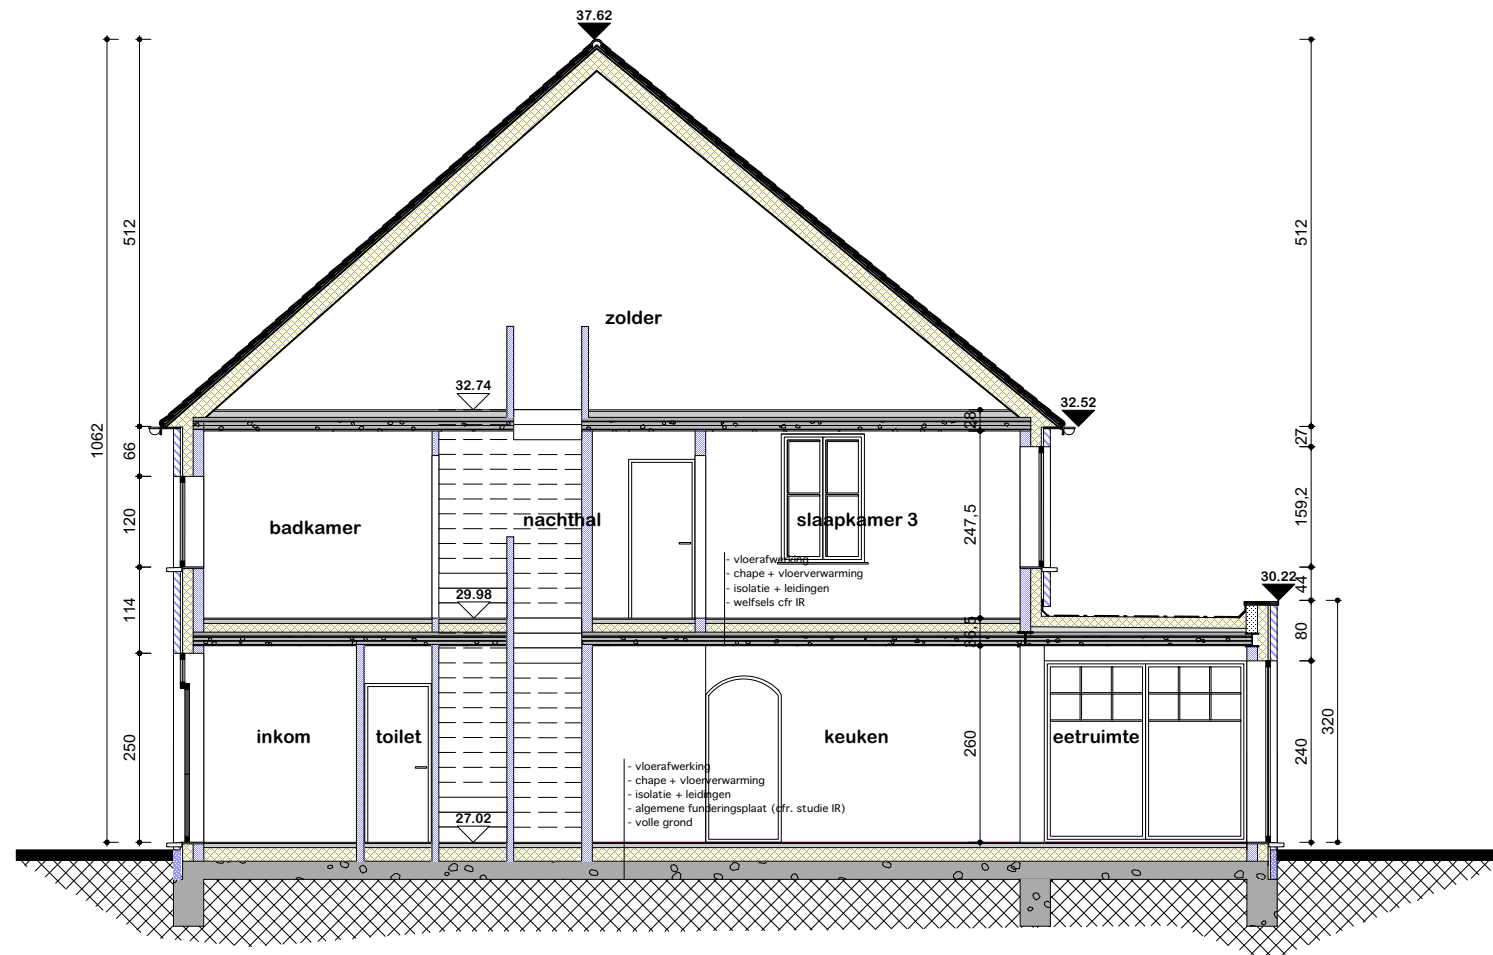 37.62
512
512
1062
zolder
32.74
32.52
28
27
66
120
badkamer
nachthal
slaapkamer 3
247,5
159,2
- vloerafwerking
- chape + vloerverwarming
- isolatie + leidingen
- welfsels cfr IR
44
30.22
29.98
114
36,5
80
320
250
inkom
toilet
keuken
260
eetruimte
240
- vloerafwerking
- chape + vloerverwarming
- isolatie + leidingen
- algemene funderingsplaat (cfr. studie IR)
- volle grond
27.02